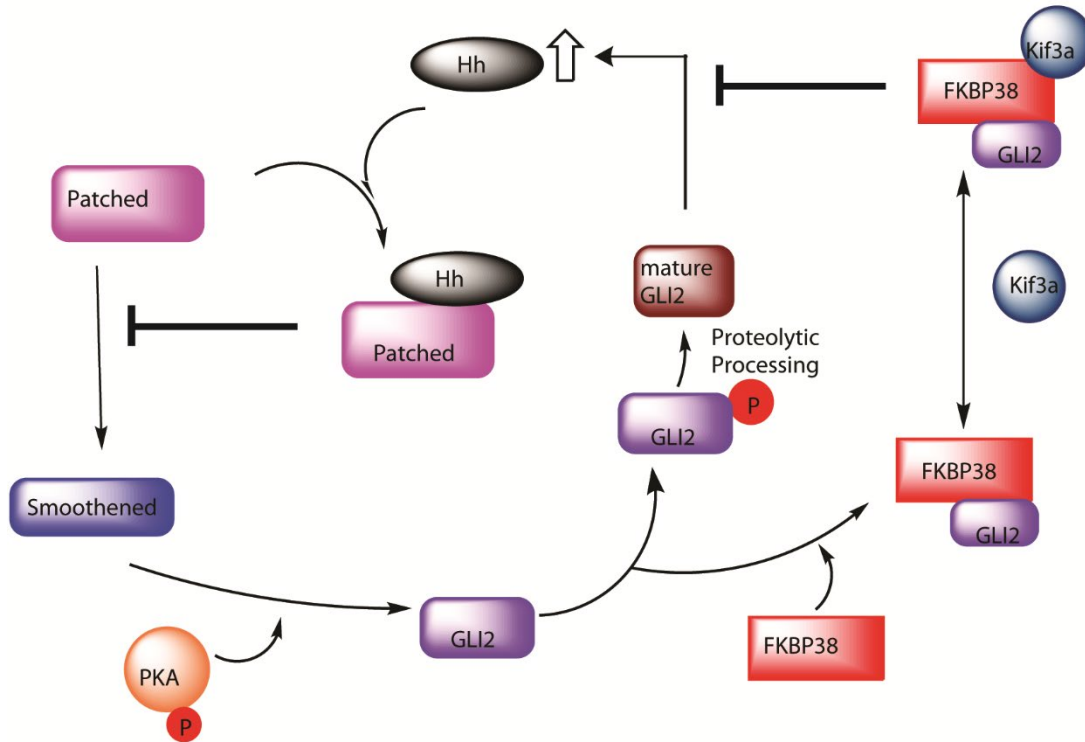 Hh
Kif3a
FKBP38
GLI2
Patched
Hh
Patched
mature
GLI2
Kif3a
Proteolytic
Processing
P
GLI2
FKBP38
GLI2
Smoothened
GLI2
FKBP38
PKA
P